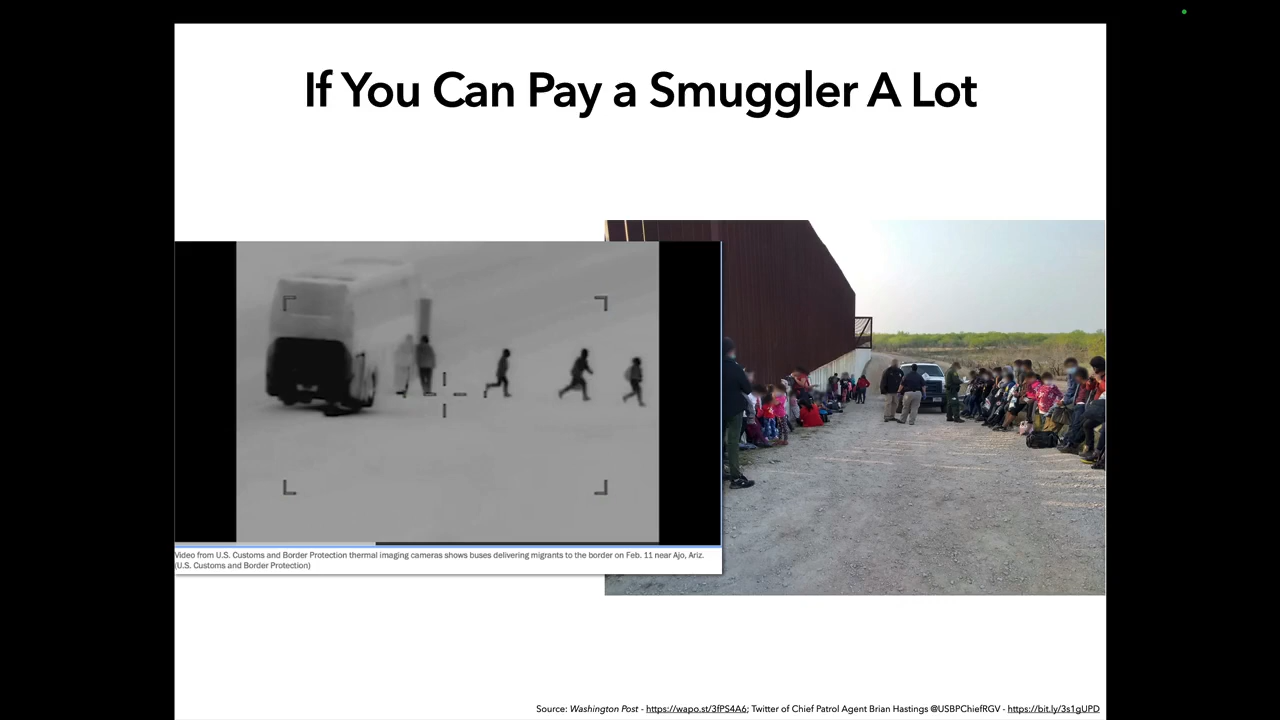 If You Can Pay a Smuggler A Lot
Video from U.S. Customs and Border Protection thermal imaging cameras shows buses delivering migrants to the border on Feb. 11 near Ajo, Ariz.
(U.S. Customs and Border Protection)
Source: Washington Post - https://wapo.st/3fPS4A6; Twitter of Chief Patrol Agent Brian Hastings @USBPChiefRGV - https://bit.ly/3s1gUPD